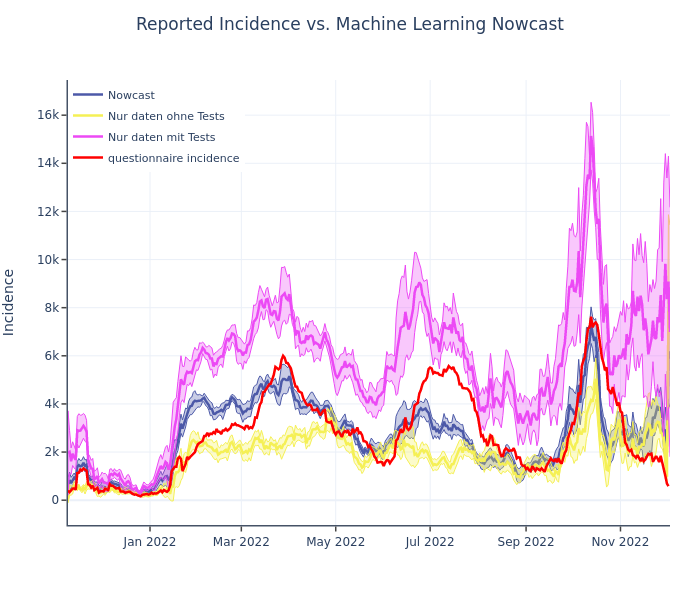 Reported Incidence vs. Machine Learning Nowcast
Nowcast
Nur daten ohne Tests
Nur daten mit Tests
questionnaire incidence
16k
14k
12k
10k
8k
6k
4k
2k
0
Incidence
Jan 2022
Mar 2022
May 2022
Jul 2022
Sep 2022
Nov 2022